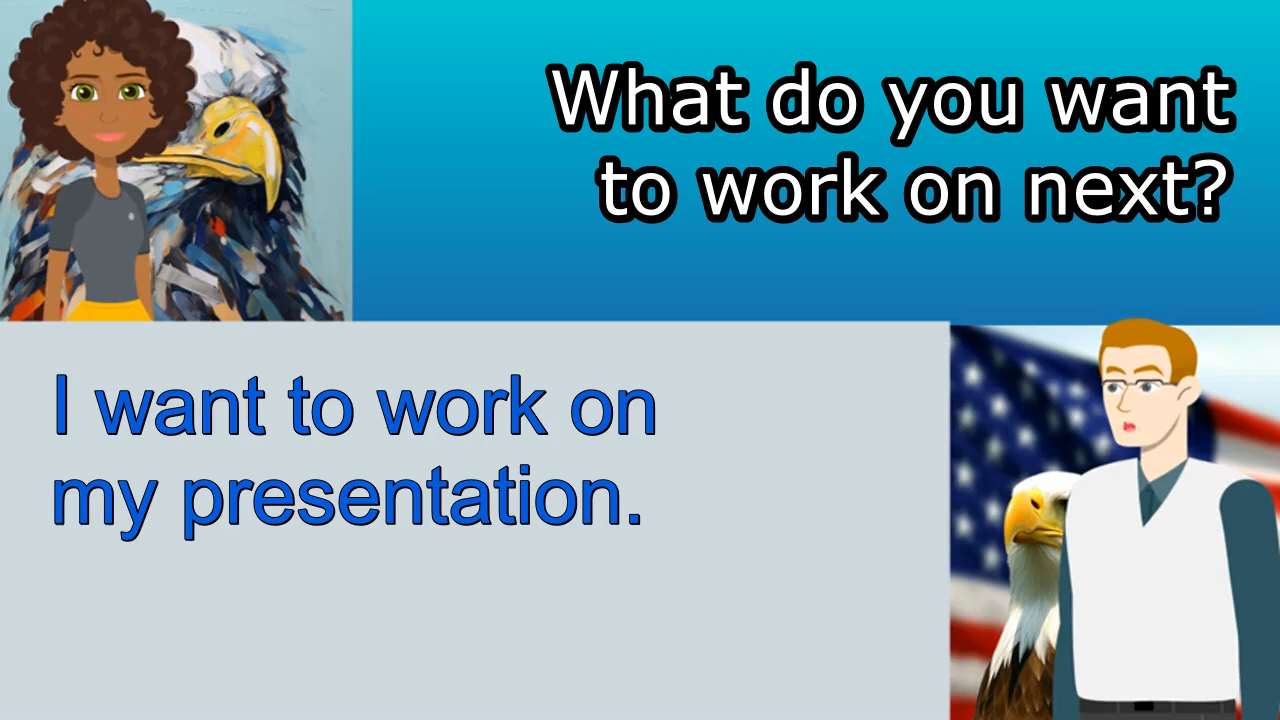 What do you want
to work on next?
I want to work on
my presentation.